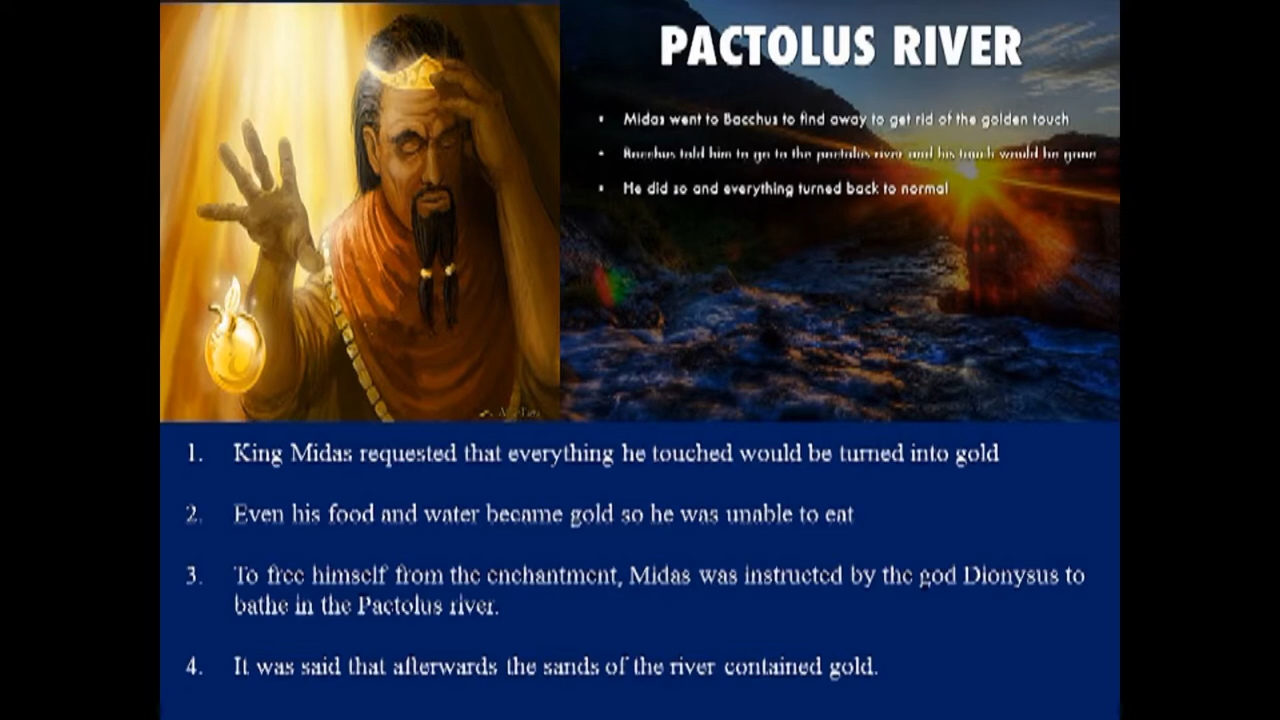 PACTOLUS RIVER
• Midas went to Bacchus to find away to get rid of the golden touch
• Bacchus told him to go to the pactolus river and his touch would be gone
• He did so and everything turned back to normal
1. King Midas requested that everything he touched would be turned into gold
2. Even his food and water became gold so he was unable to eat
3. To free himself from the enchantment, Midas was instructed by the god Dionysus to
bathe in the Pactolus river.
4. It was said that afterwards the sands of the river contained gold.